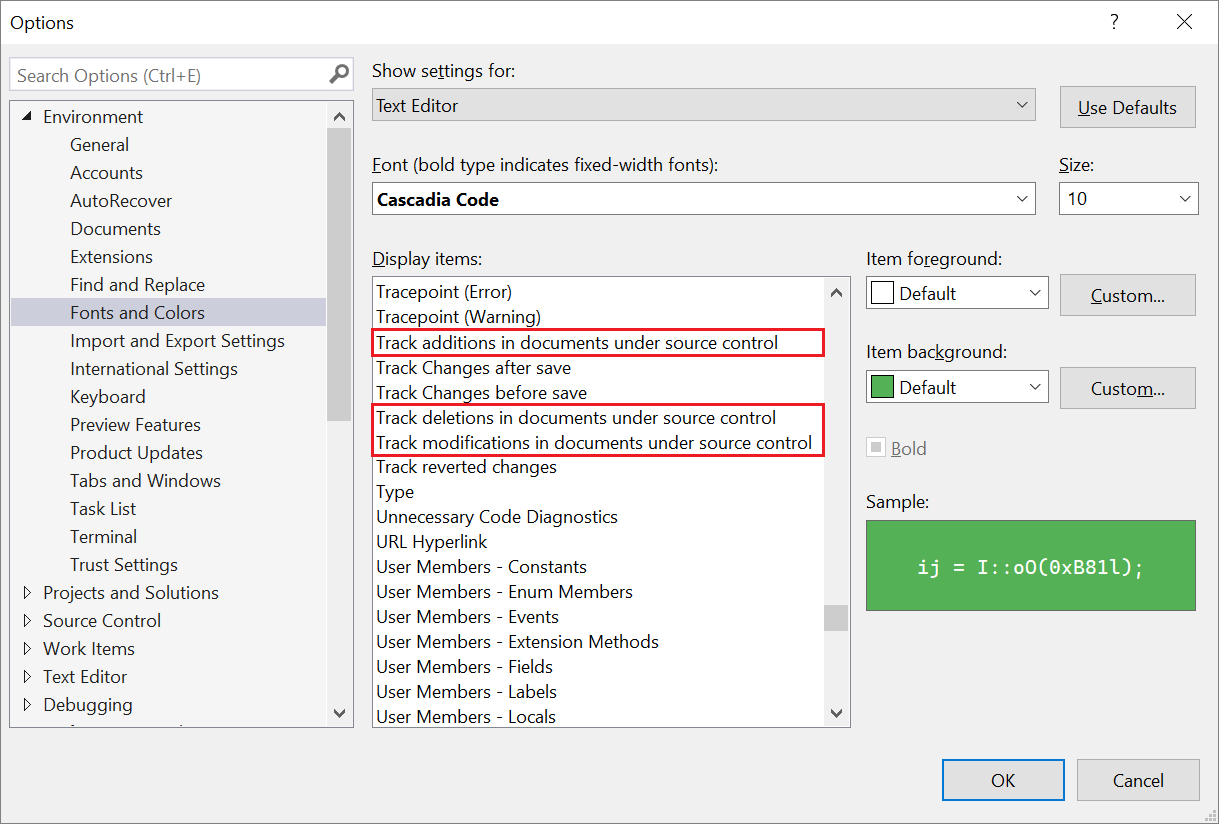 Options
?
Search Options (Ctrl+E)
Environment
General
Accounts
AutoRecover
Documents
Extensions
Find and Replace
Fonts and Colors
Import and Export Settings
International Settings
Keyboard
Preview Features
Product Updates
Tabs and Windows
Task List
Terminal
Trust Settings
Projects and Solutions
Source Control
Work Items
Text Editor
Debugging
Show settings for:
Text Editor
Use Defaults
Font (bold type indicates fixed-width fonts):
Size:
Cascadia Code
10
Display items:
Tracepoint (Error)
Tracepoint (Warning)
Track additions in documents under source control
Track Changes after save
Track Changes before save
Track deletions in documents under source control
Track modifications in documents under source control
Track reverted changes
Type
Unnecessary Code Diagnostics
URL Hyperlink
User Members - Constants
User Members - Enum Members
User Members - Events
User Members - Extension Methods
User Members - Fields
User Members - Labels
User Members - Locals
Item foreground:
Default
Custom...
Item background:
Default
Custom...
Bold
Sample:
ij = I::oO(0xB81l);
OK
Cancel